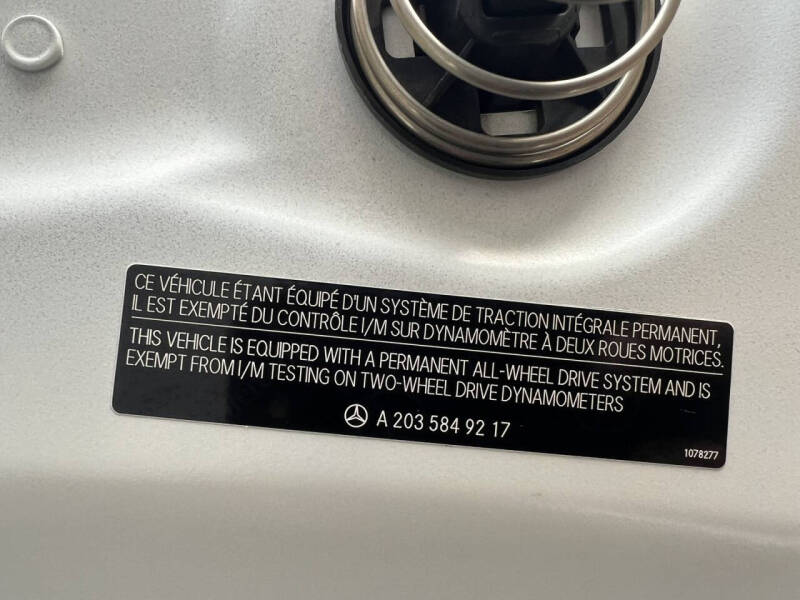 CE VÉHICULE ÉTANT ÉQUIPÉ D'UN SYSTÈME DE TRACTION INTÉGRALE PERMANENT,
IL EST EXEMPTÉ DU CONTRÔLE I/M SUR DYNAMOMÈTRE À DEUX ROUES MOTRICES.
THIS VEHICLE IS EQUIPPED WITH A PERMANENT ALL-WHEEL DRIVE SYSTEM AND IS
EXEMPT FROM I/M TESTING ON TWO-WHEEL DRIVE DYNAMOMETERS
A 203 584 92 17
1078277